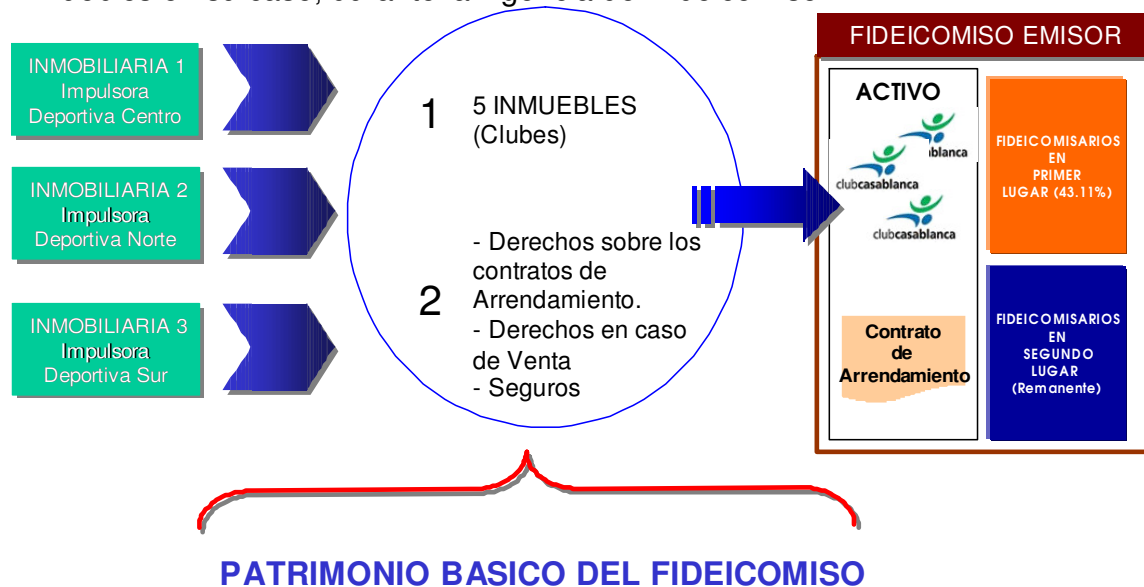 FIDEICOMISO EMISOR
INMOBILIARIA 1
Impulsora
Deportiva Centro
INMOBILIARIA 2
Impulsora
Deportiva Norte
INMOBILIARIA 3
Impulsora
Deportiva Sur
1
5 INMUEBLES
(Clubes)
2
- Derechos sobre los
contratos de
Arrendamiento.
- Derechos en caso
de Venta
- Seguros
ACTIVO
blanca
clubcasablanca
clubcasablanca
Contrato
de
Arrendamiento
FIDEICOMISARIOS
EN
PRIMER
LUGAR (43.11%)
FIDEICOMISARIOS
EN
SEGUNDO
LUGAR
(Remanente)
PATRIMONIO BASICO DEL FIDEICOMISO